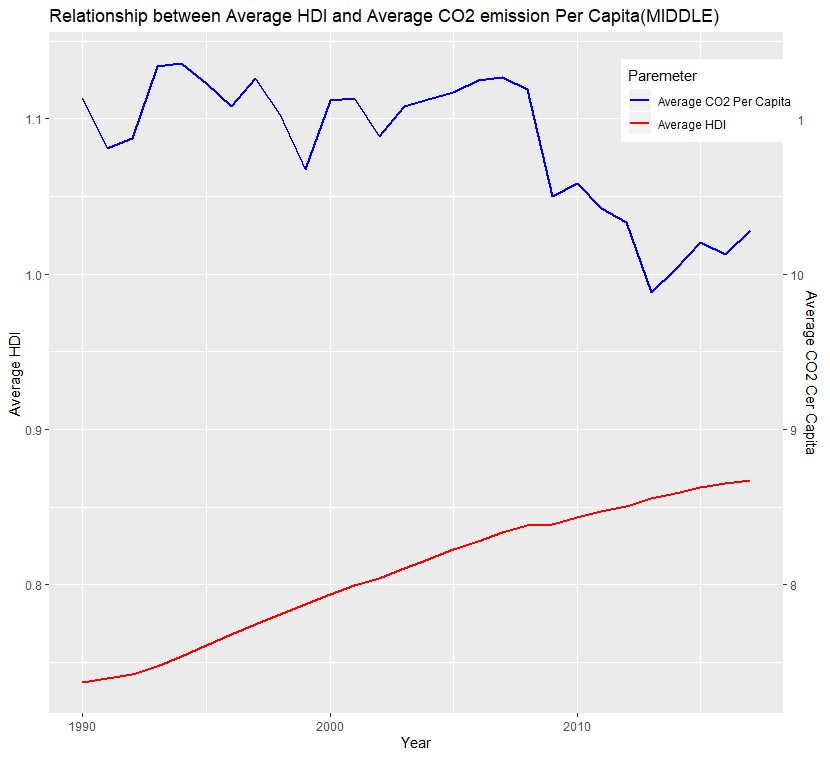 Relationship between Average HDI and Average CO2 emission Per Capita(MIDDLE)
Paremeter
Average CO2 Per Capita
Average HDI
1.1
1.0
0.9
0.8
Average HDI
1
10
9
8
Average CO2 Cer Capita
1990
2000
2010
Year